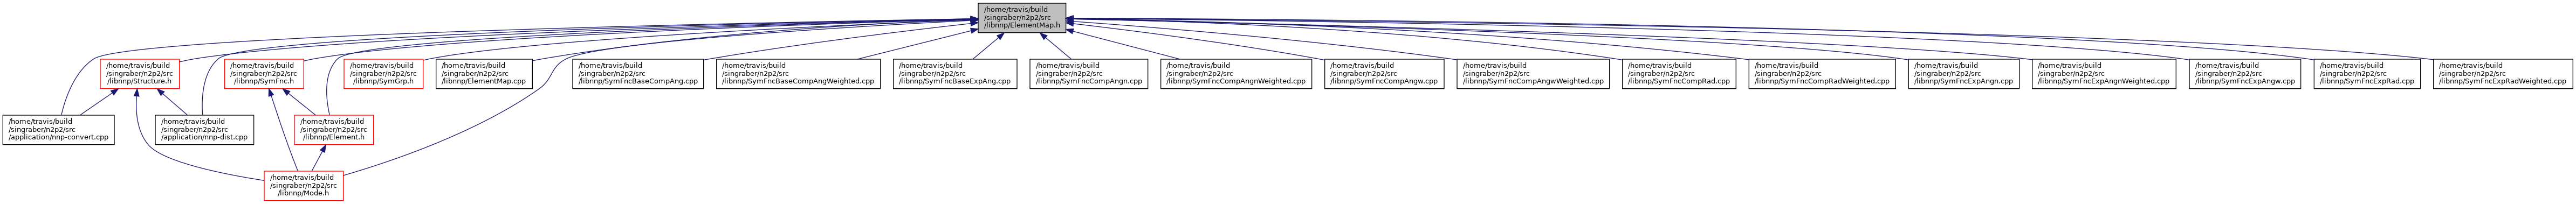 /home/travis/build
/singraber/n2p2/src
/libnnp/ElementMap.h
/home/travis/build
/singraber/n2p2/src
/libnnp/Structure.h
/home/travis/build
/singraber/n2p2/src
/libnnp/SymFnc.h
/home/travis/build
/singraber/n2p2/src
/libnnp/SymGrp.h
/home/travis/build
/singraber/n2p2/src
/libnnp/ElementMap.cpp
/home/travis/build
/singraber/n2p2/src
/libnnp/SymFncBaseCompAng.cpp
/home/travis/build
/singraber/n2p2/src
/libnnp/SymFncBaseCompAngWeighted.cpp
/home/travis/build
/singraber/n2p2/src
/libnnp/SymFncBaseExpAng.cpp
/home/travis/build
/singraber/n2p2/src
/libnnp/SymFncCompAngn.cpp
/home/travis/build
/singraber/n2p2/src
/libnnp/SymFncCompAngnWeighted.cpp
/home/travis/build
/singraber/n2p2/src
/libnnp/SymFncCompAngw.cpp
/home/travis/build
/singraber/n2p2/src
/libnnp/SymFncCompAngwWeighted.cpp
/home/travis/build
/singraber/n2p2/src
/libnnp/SymFncCompRad.cpp
/home/travis/build
/singraber/n2p2/src
/libnnp/SymFncCompRadWeighted.cpp
/home/travis/build
/singraber/n2p2/src
/libnnp/SymFncExpAngn.cpp
/home/travis/build
/singraber/n2p2/src
/libnnp/SymFncExpAngnWeighted.cpp
/home/travis/build
/singraber/n2p2/src
/libnnp/SymFncExpAngw.cpp
/home/travis/build
/singraber/n2p2/src
/libnnp/SymFncExpRad.cpp
/home/travis/build
/singraber/n2p2/src
/libnnp/SymFncExpRadWeighted.cpp
/home/travis/build
/singraber/n2p2/src
/application/nnp-convert.cpp
/home/travis/build
/singraber/n2p2/src
/application/nnp-dist.cpp
/home/travis/build
/singraber/n2p2/src
/libnnp/Element.h
/home/travis/build
/singraber/n2p2/src
/libnnp/Mode.h